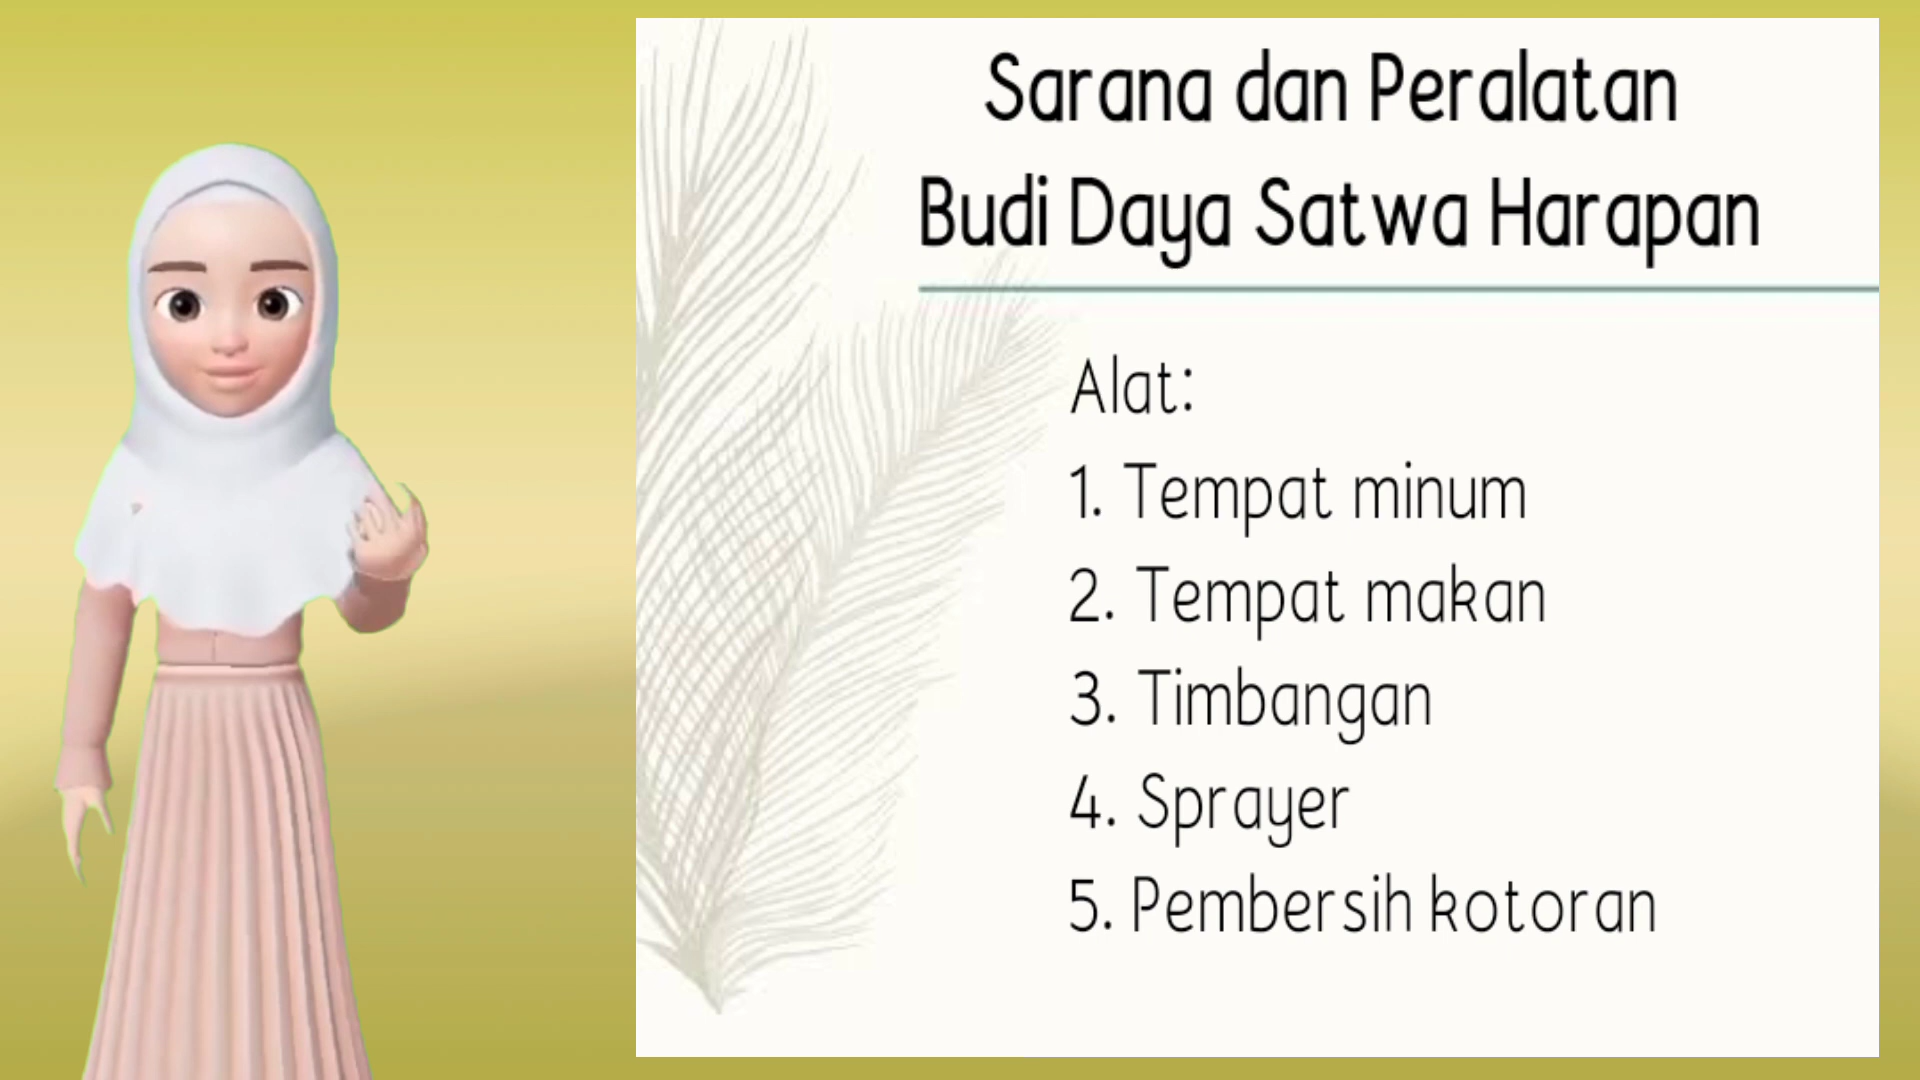 Sarana dan Peralatan
Budi Daya Satwa Harapan
Alat:
1. Tempat minum
2. Tempat makan
3. Timbangan
4. Sprayer
5. Pembersih kotoran